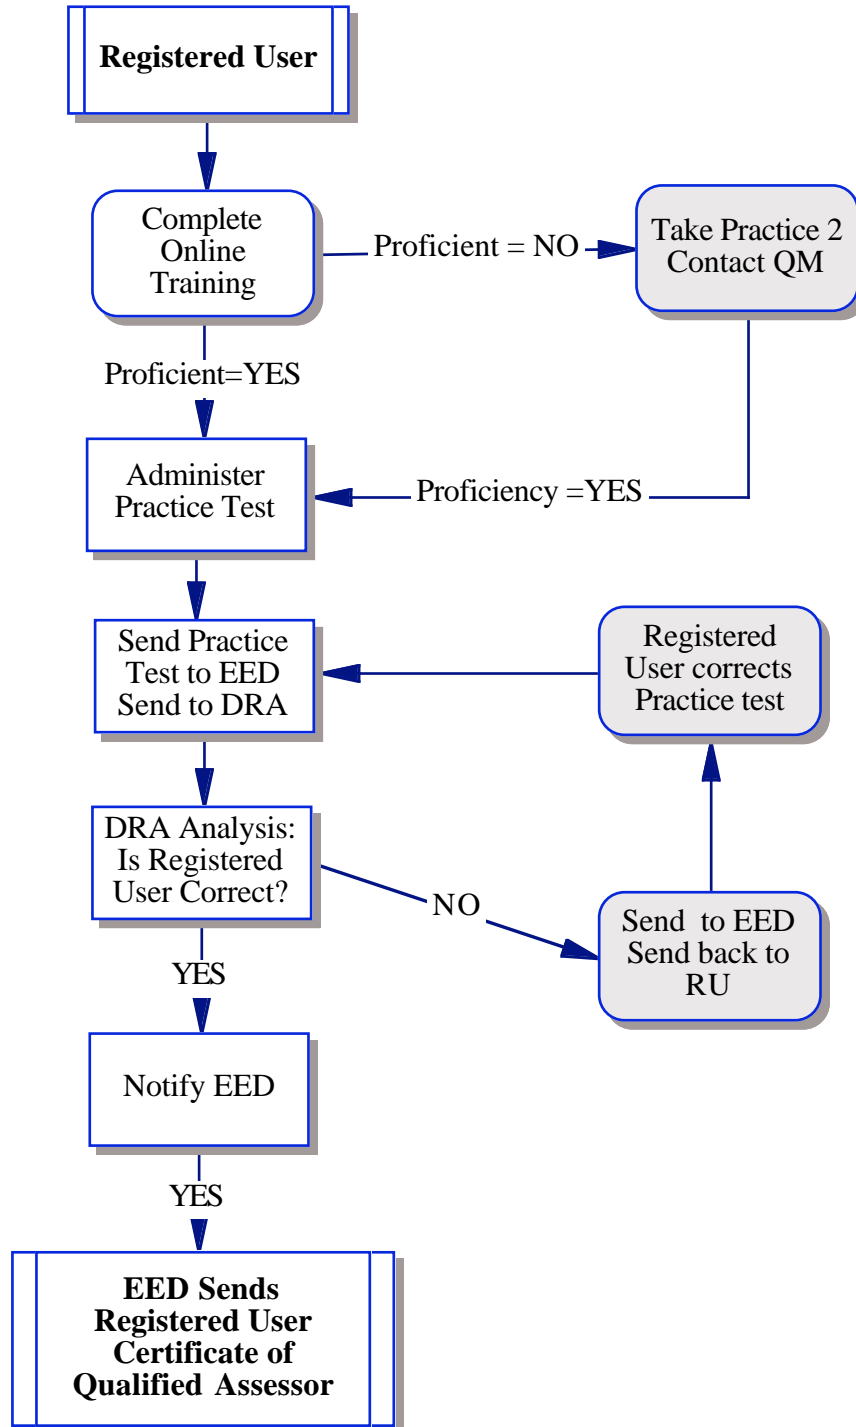 Registered User
Complete
Online
Training
Proficient = NO
Take Practice 2
Contact QM
Proficient=YES
Administer
Practice Test
Proficiency =YES
Send Practice
Test to EED
Send to DRA
Registered
User corrects
Practice test
DRA Analysis:
Is Registered
User Correct?
NO
Send  to EED
Send back to
RU
YES
Notify EED
YES
EED Sends
Registered User
Certificate of
Qualified Assessor